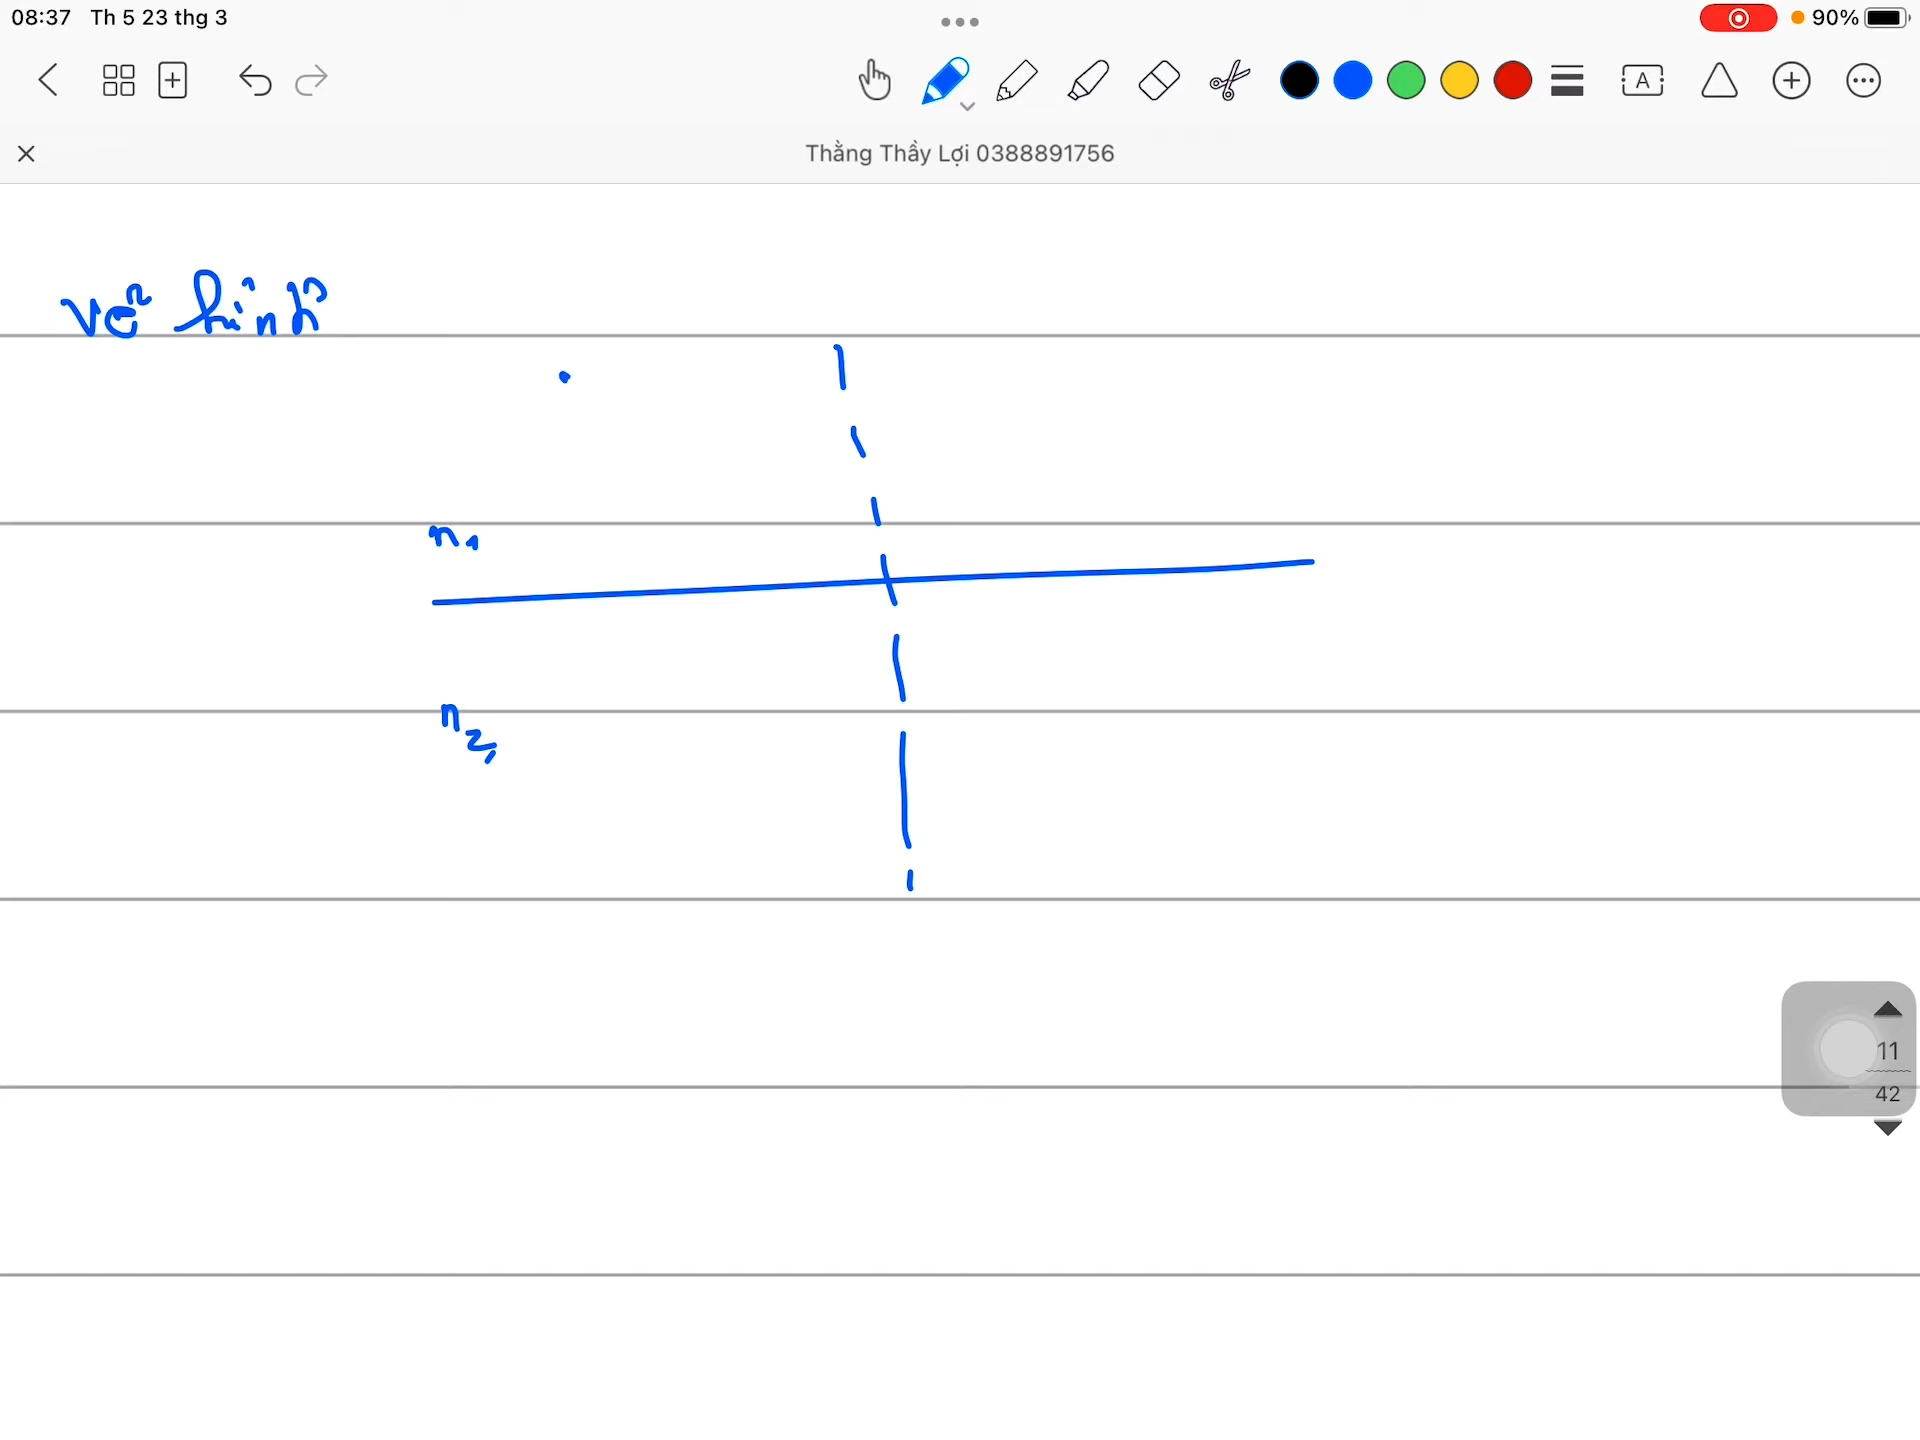 08:37 Th 5 23 thg 3 90%
A
Thằng Thầy Lợi 0388891756
Vẽ hình
n1
n2,
11
42